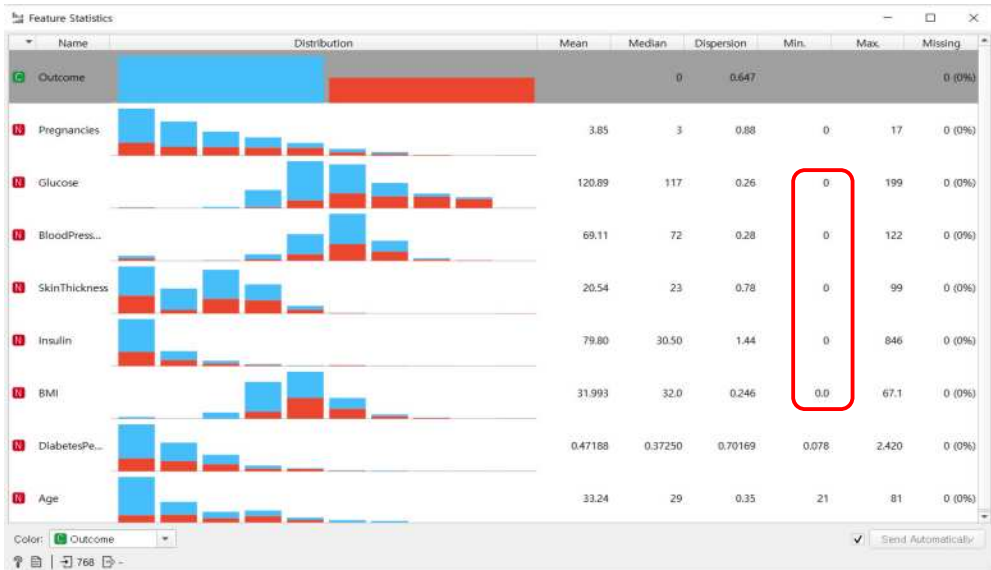 Feature Statistics
Name Distribution Mean Median Dispersion Min. Max. Missing
C Outcome 0 0.647 0 (0%)
N Pregnancies 3.85 3 0.88 0 17 0 (0%)
N Glucose 120.89 117 0.26 0 199 0 (0%)
N BloodPress... 69.11 72 0.28 0 122 0 (0%)
N SkinThickness 20.54 23 0.78 0 99 0 (0%)
N Insulin 79.80 30.50 1.44 0 846 0 (0%)
N BMI 31.993 32.0 0.246 0.0 67.1 0 (0%)
N DiabetesPe... 0.47188 0.37250 0.70169 0.078 2.420 0 (0%)
N Age 33.24 29 0.35 21 81 0 (0%)
Color: C Outcome Send Automatically
? 768 -